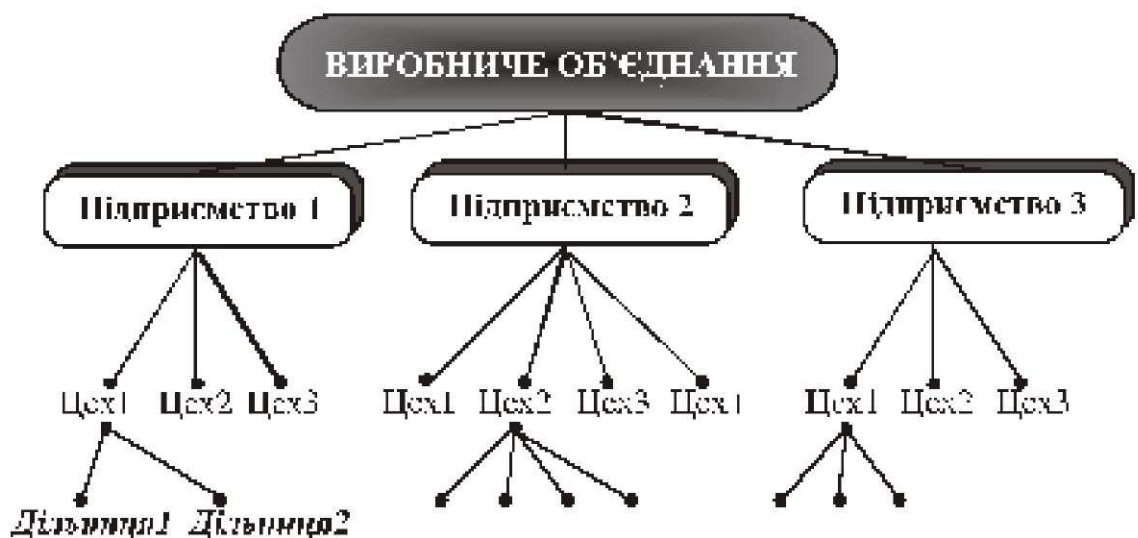 ВИРОБНИЧЕ ОБ'ЄДНАННЯ
Підприємство 1 Підприємство 2 Підприємство 3
Цех1 Цех2 Цех3 Цех1 Цех2 Цех3 Цех4 Цех1 Цех2 Цех3
Дільниця1 Дільниця2